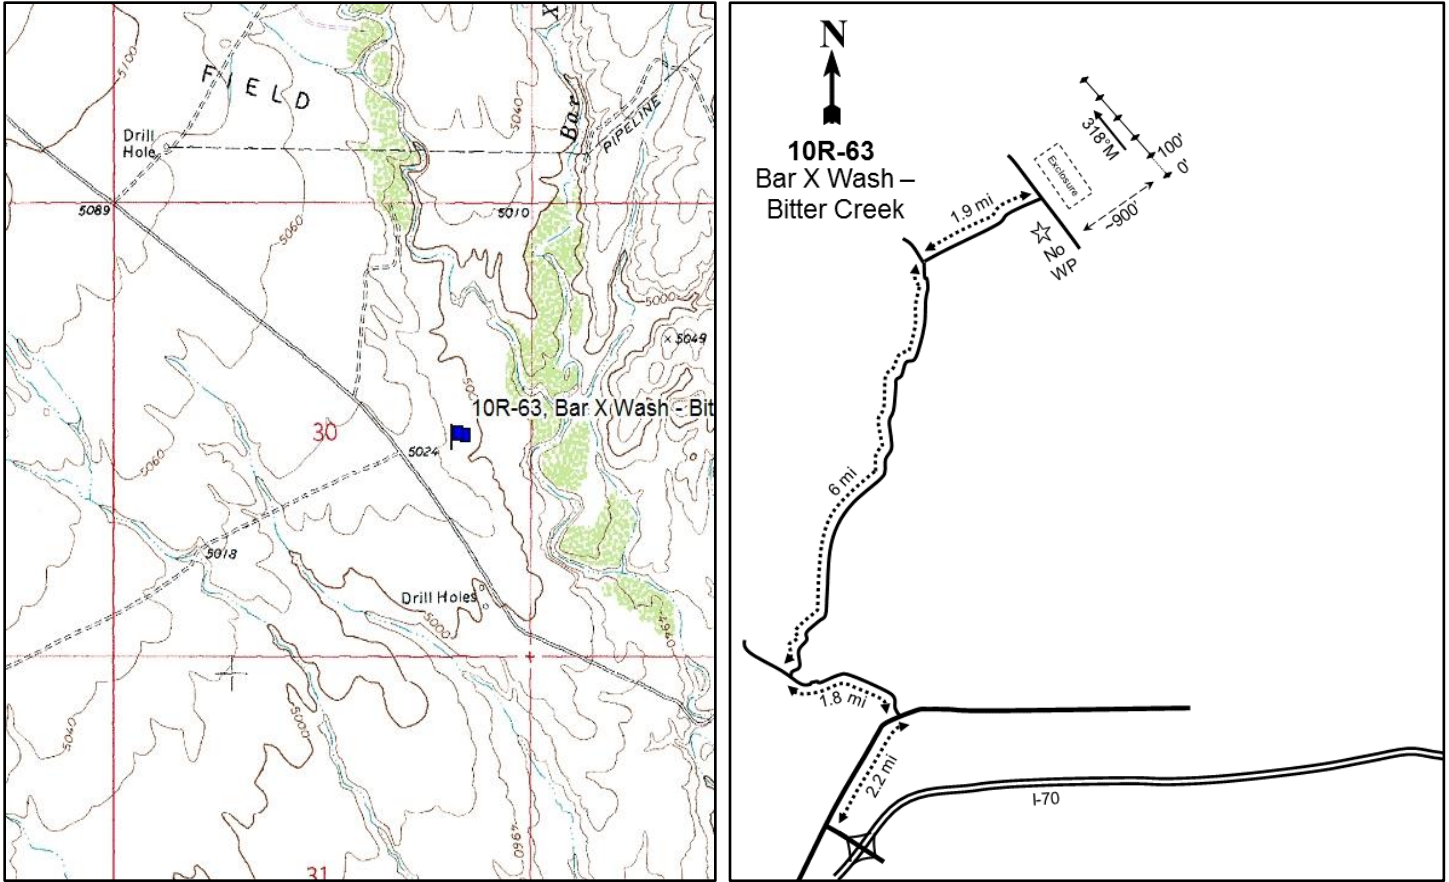 X
5100
FIELD
5040
Bar
PIPELINE
Drill
Hole
5089
5010
5060
5000
×5049
10R-63, Bar X Wash - Bit
30
5024
5060
5018
Drill Holes
5000
4940
5040
5000
4960
31
N
10R-63
Bar X Wash –
Bitter Creek
318°M
100'
0'
Exclosure
~900'
1.9 mi
No
WP
6 mi
1.8 mi
2.2 mi
I-70